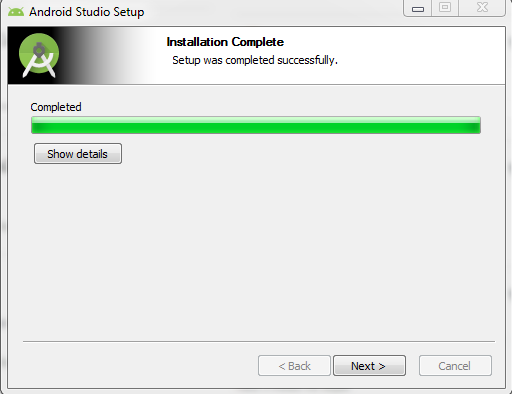 Android Studio Setup
Installation Complete
Setup was completed successfully.
Completed
Show details
< Back
Next >
Cancel